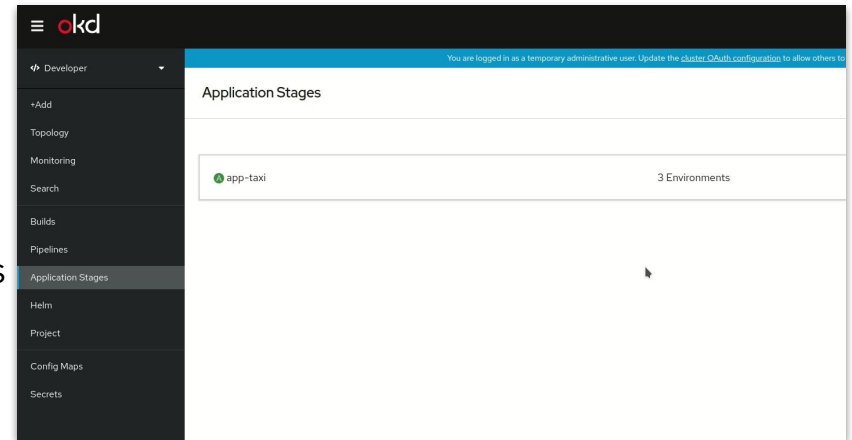 okd
You are logged in as a temporary administrative user. Update the cluster OAuth configuration to allow others to
Developer
Application Stages
+Add
Topology
Monitoring
A app-taxi
3 Environments
Search
Builds
Pipelines
s
Application Stages
Helm
Project
Config Maps
Secrets